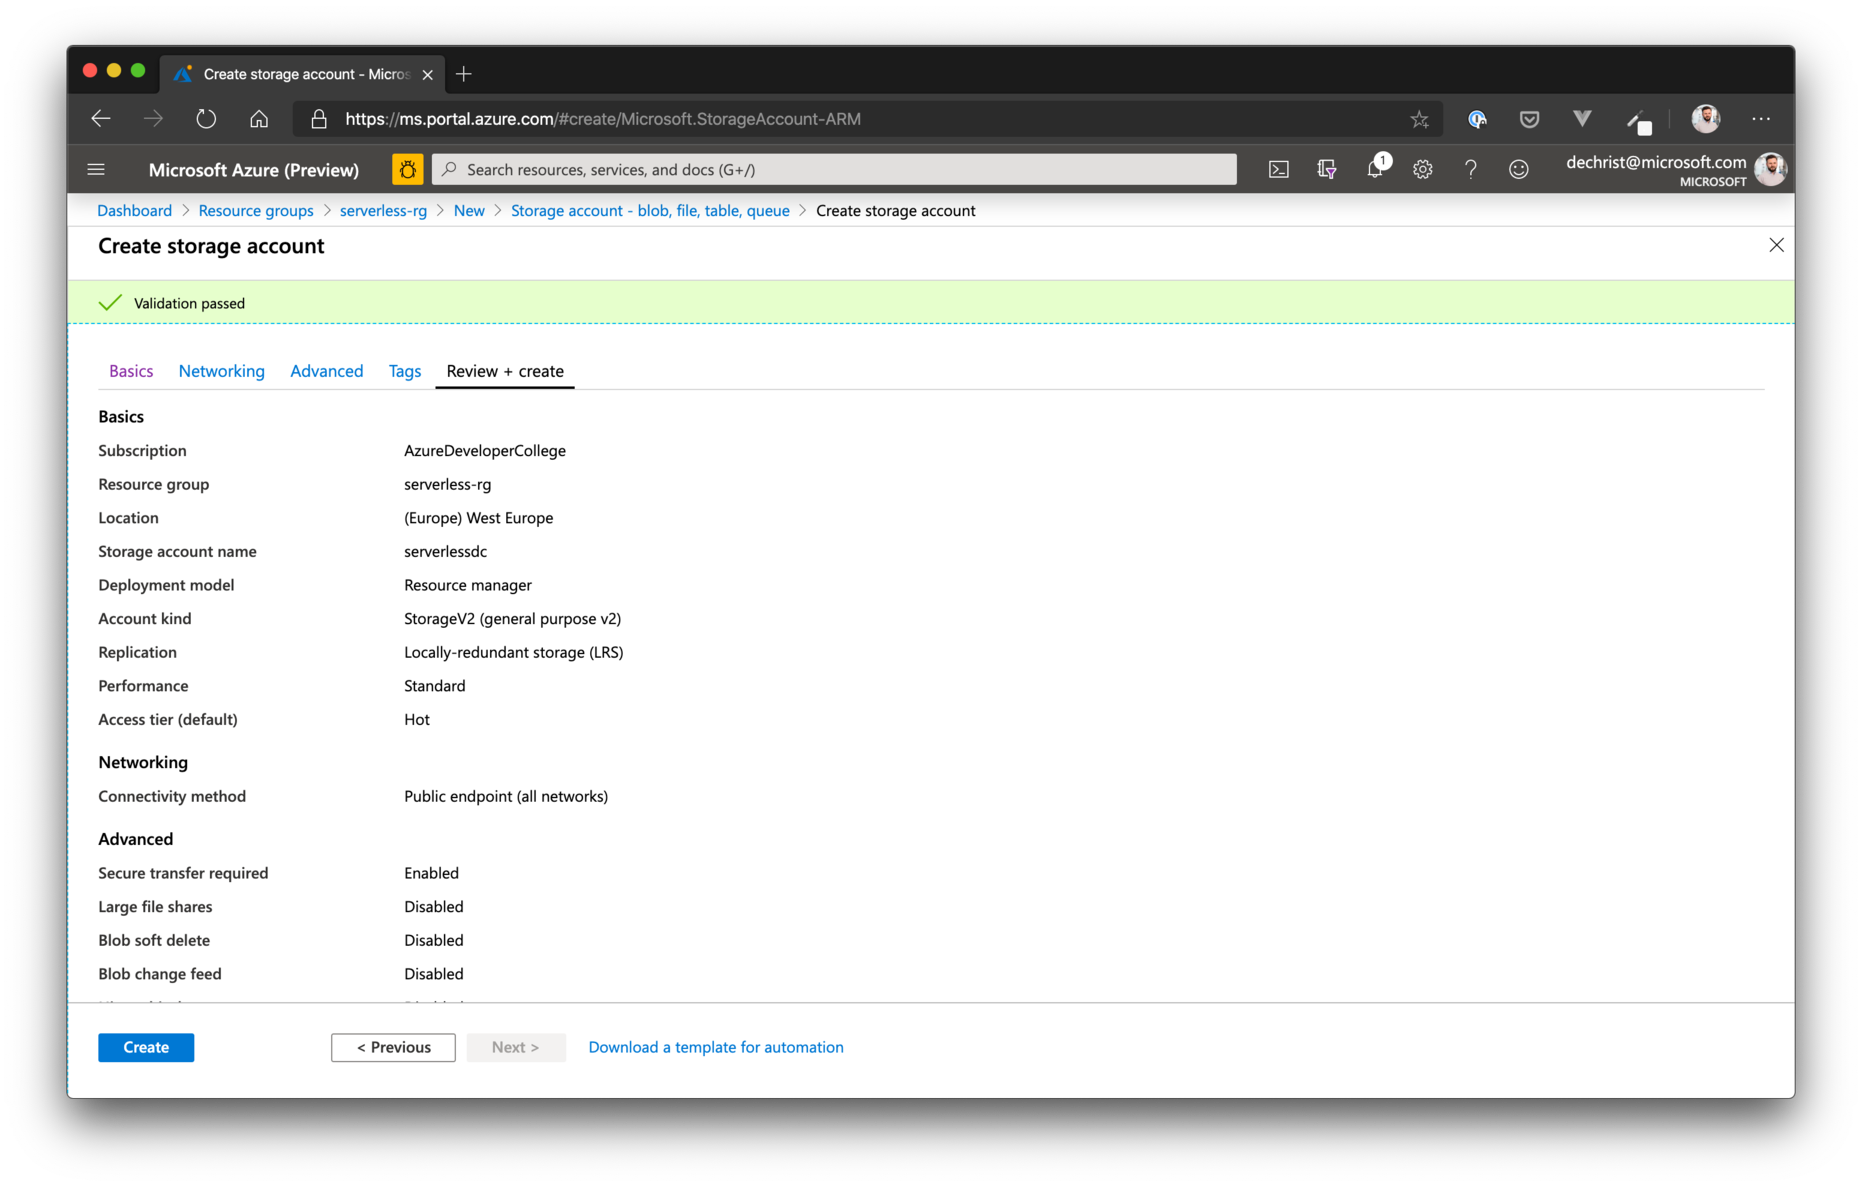 Create storage account - Micros
https://ms.portal.azure.com/#create/Microsoft.StorageAccount-ARM
Microsoft Azure (Preview)
Search resources, services, and docs (G+/)
1
dechrist@microsoft.com
MICROSOFT
Dashboard > Resource groups > serverless-rg > New > Storage account - blob, file, table, queue > Create storage account
Create storage account
Validation passed
Basics Networking Advanced Tags Review + create
Basics
Subscription AzureDeveloperCollege
Resource group serverless-rg
Location (Europe) West Europe
Storage account name serverlessdc
Deployment model Resource manager
Account kind StorageV2 (general purpose v2)
Replication Locally-redundant storage (LRS)
Performance Standard
Access tier (default) Hot
Networking
Connectivity method Public endpoint (all networks)
Advanced
Secure transfer required Enabled
Large file shares Disabled
Blob soft delete Disabled
Blob change feed Disabled
Create < Previous Next > Download a template for automation